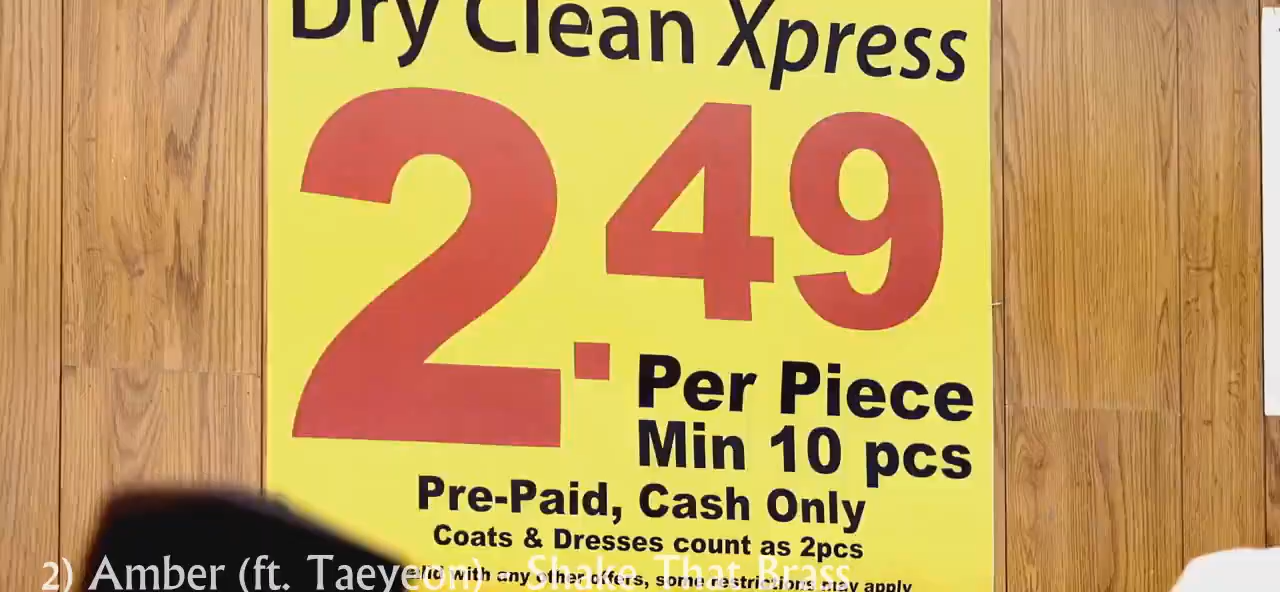 Dry Clean Xpress
2.49
Per Piece
Min 10 pcs
Pre-Paid, Cash Only
Coats & Dresses count as 2pcs
with any other offers, some restrictions may apply
2) Amber (ft. Taeyeon) - Shake That Brass